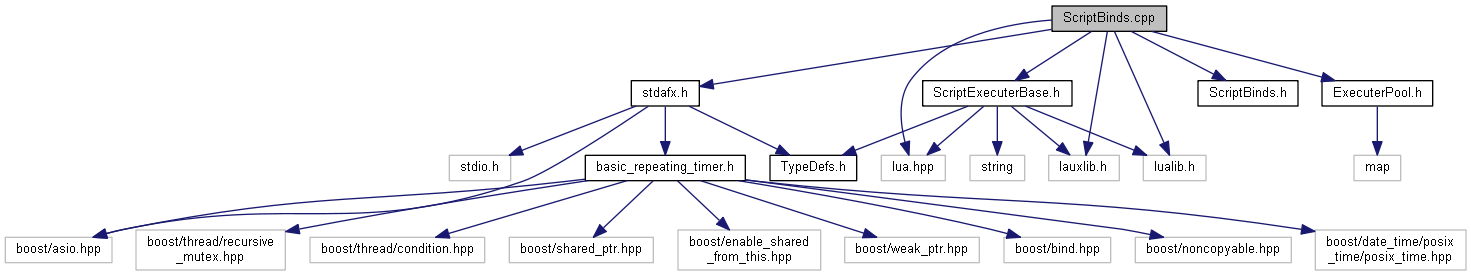 ScriptBinds.cpp
stdafx.h
ScriptExecuterBase.h
ScriptBinds.h
ExecuterPool.h
stdio.h
basic_repeating_timer.h
TypeDefs.h
lua.hpp
string
lauxlib.h
lualib.h
map
boost/asio.hpp
boost/thread/recursive
_mutex.hpp
boost/thread/condition.hpp
boost/shared_ptr.hpp
boost/enable_shared
_from_this.hpp
boost/weak_ptr.hpp
boost/bind.hpp
boost/noncopyable.hpp
boost/date_time/posix
_time/posix_time.hpp